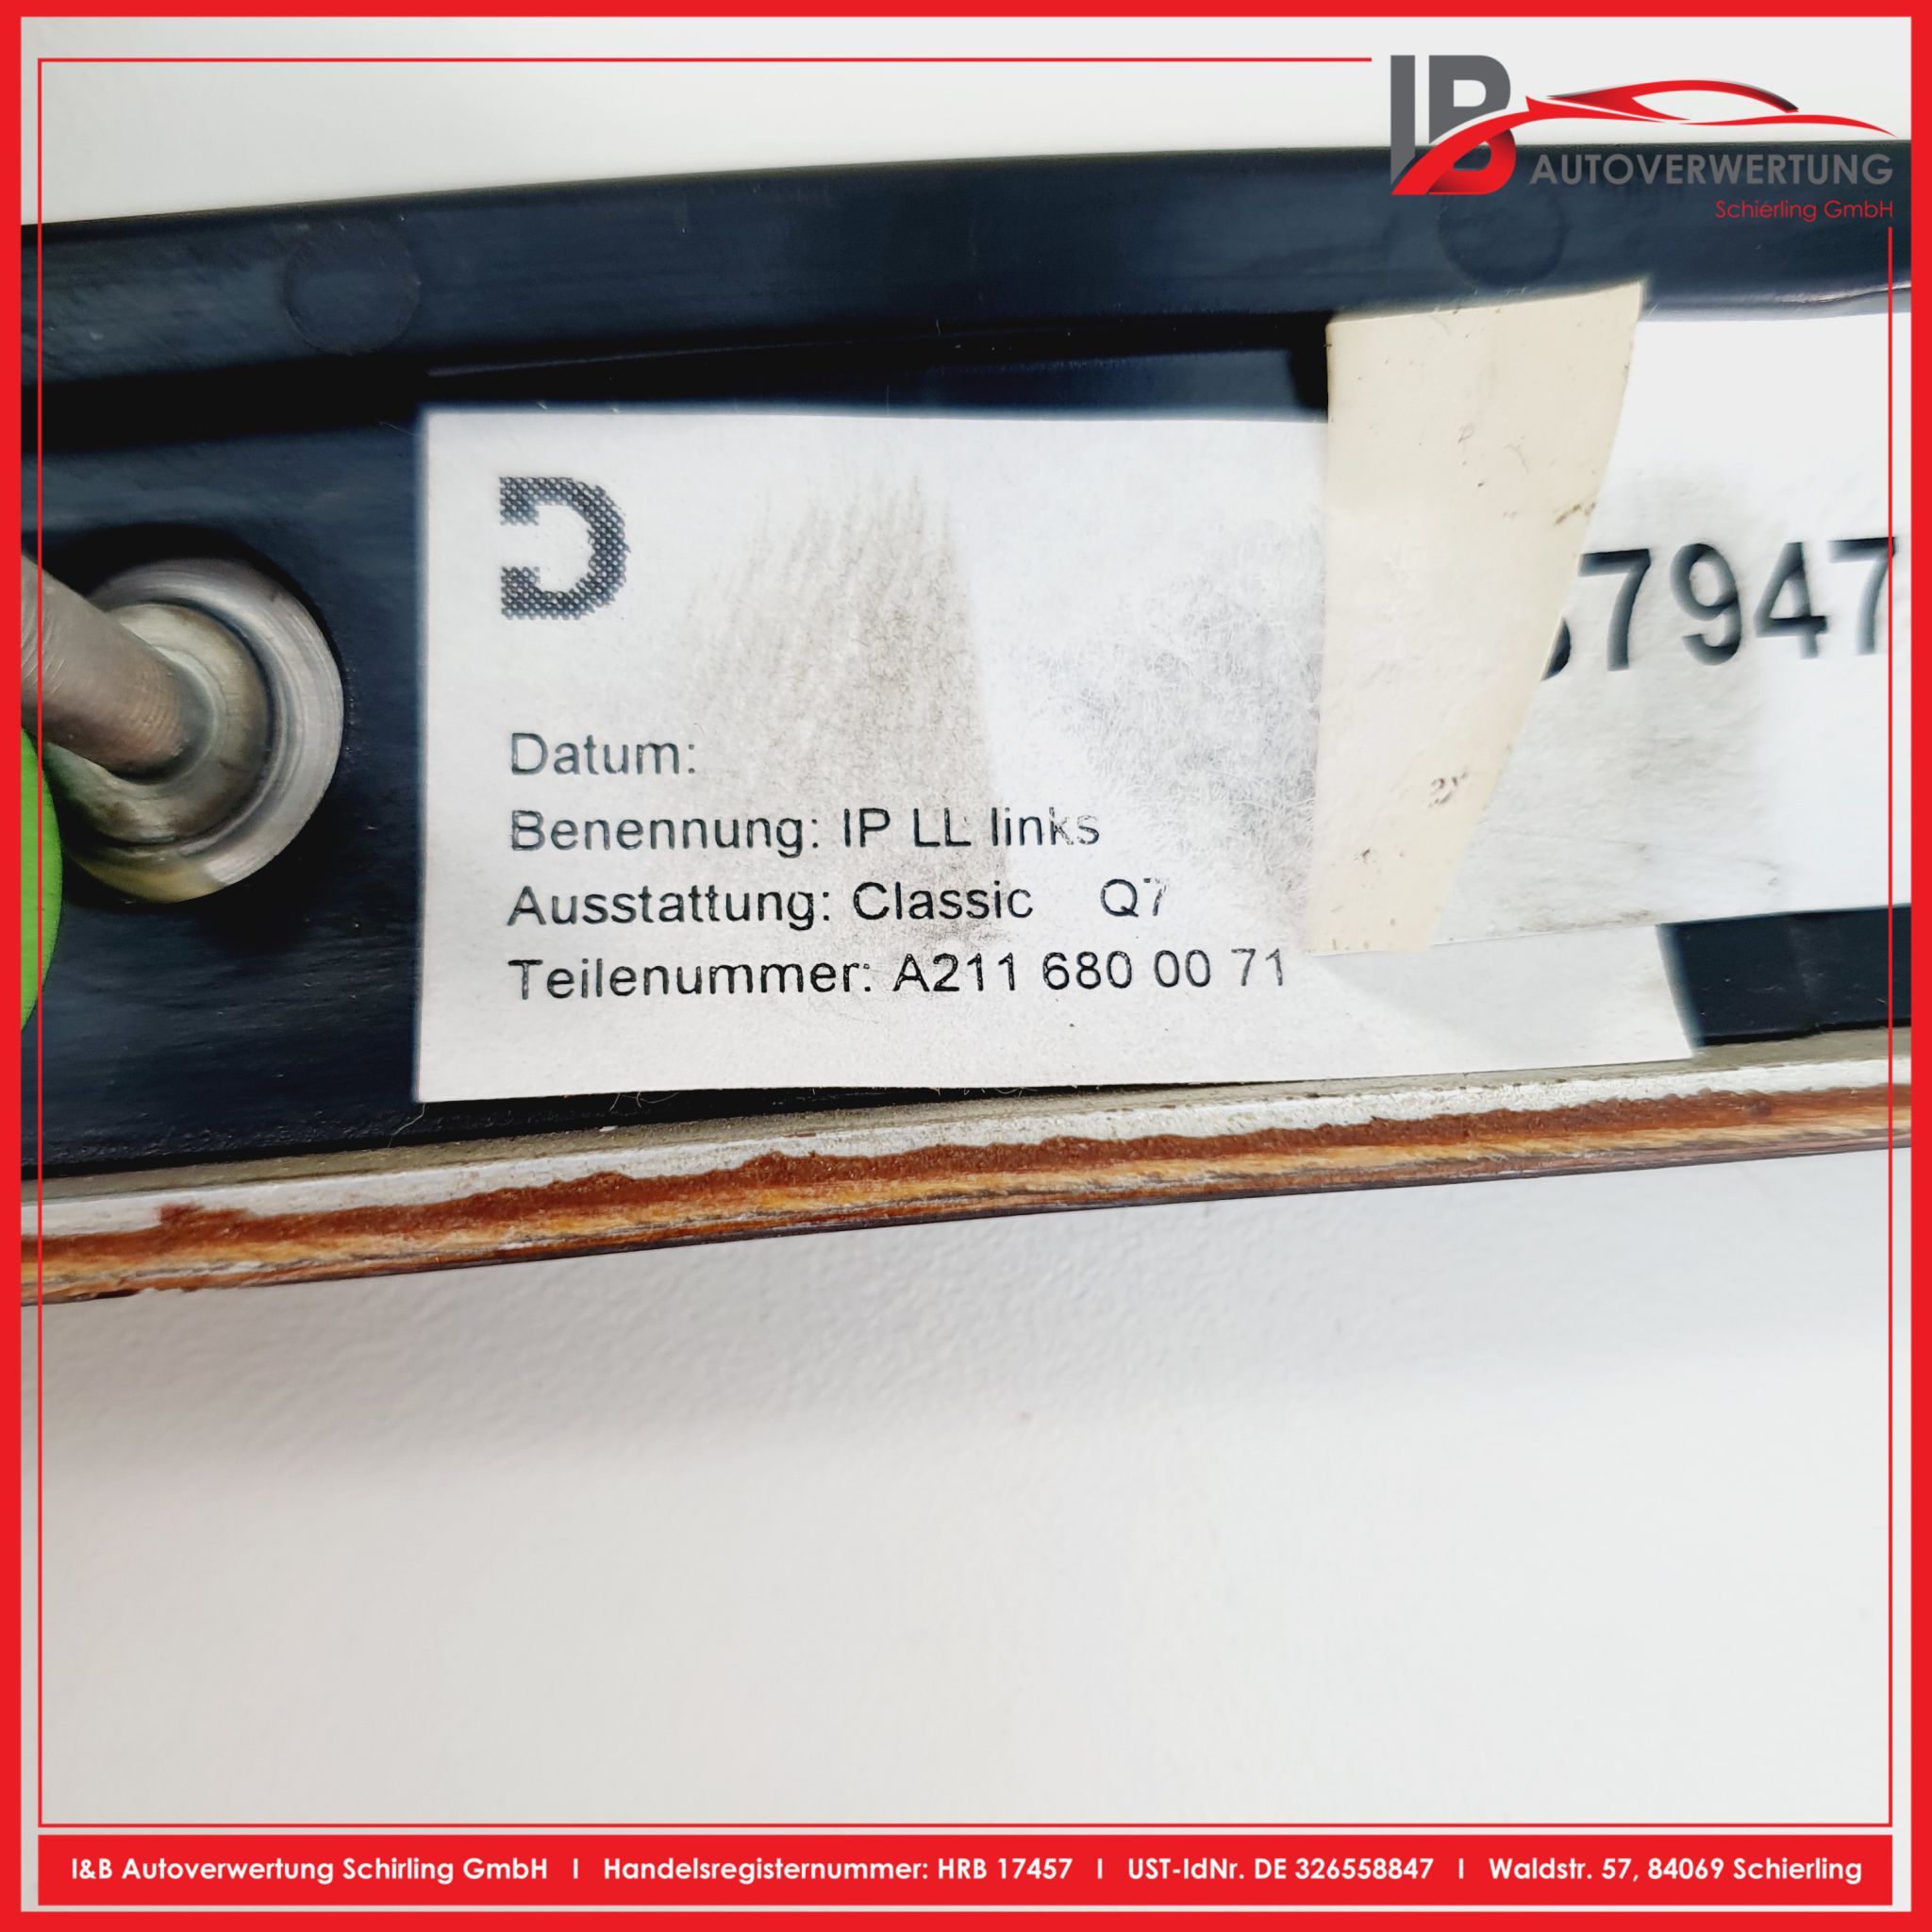 IB AUTOVERWERTUNG
Schierling GmbH
7947
Datum:
Benennung: IP LL links
Ausstattung: Classic Q7
Teilenummer: A211 680 00 71
I&B Autoverwertung Schirling GmbH I Handelsregisternummer: HRB 17457 I UST-IdNr. DE 326558847 I Waldstr. 57, 84069 Schierling